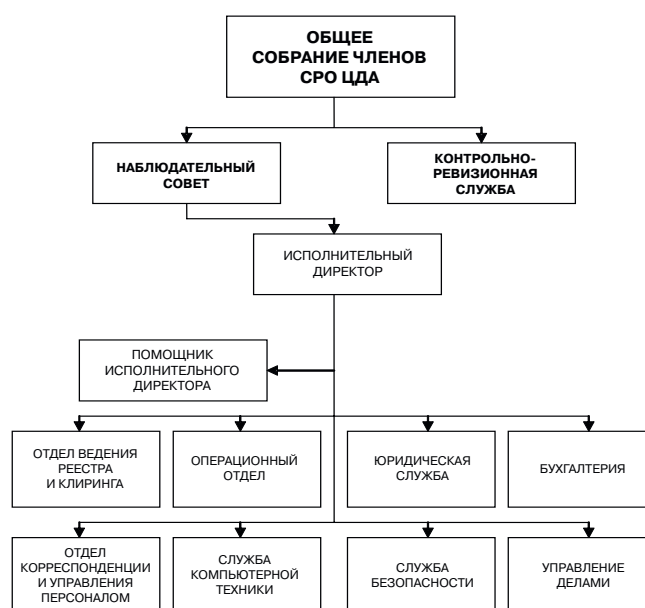 ОБЩЕЕ
СОБРАНИЕ ЧЛЕНОВ
СРО ЦДА
НАБЛЮДАТЕЛЬНЫЙ
СОВЕТ
КОНТРОЛЬНО-
РЕВИЗИОННАЯ
СЛУЖБА
ИСПОЛНИТЕЛЬНЫЙ
ДИРЕКТОР
ПОМОЩНИК
ИСПОЛНИТЕЛЬНОГО
ДИРЕКТОРА
ОТДЕЛ ВЕДЕНИЯ
РЕЕСТРА
И КЛИРИНГА
ОПЕРАЦИОННЫЙ
ОТДЕЛ
ЮРИДИЧЕСКАЯ
СЛУЖБА
БУХГАЛТЕРИЯ
ОТДЕЛ
КОРРЕСПОНДЕНЦИИ
И УПРАВЛЕНИЯ
ПЕРСОНАЛОМ
СЛУЖБА
КОМПЬЮТЕРНОЙ
ТЕХНИКИ
СЛУЖБА
БЕЗОПАСНОСТИ
УПРАВЛЕНИЕ
ДЕЛАМИ